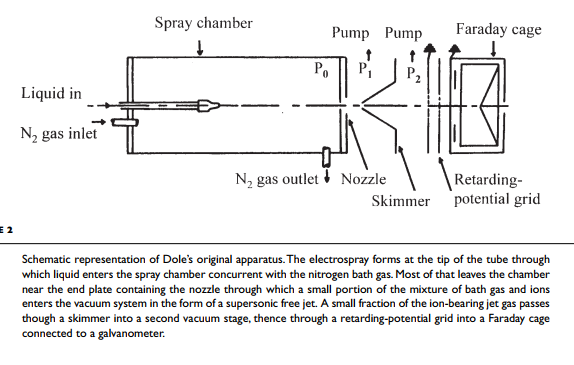 Spray chamber
Pump Pump
Faraday cage
P0 P1 P2
Liquid in
N2 gas inlet
N2 gas outlet
Nozzle
Skimmer
Retarding-
potential grid
E 2
Schematic representation of Dole's original apparatus. The electrospray forms at the tip of the tube through
which liquid enters the spray chamber concurrent with the nitrogen bath gas. Most of that leaves the chamber
near the end plate containing the nozzle through which a small portion of the mixture of bath gas and ions
enters the vacuum system in the form of a supersonic free jet. A small fraction of the ion-bearing jet gas passes
though a skimmer into a second vacuum stage, thence through a retarding-potential grid into a Faraday cage
connected to a galvanometer.